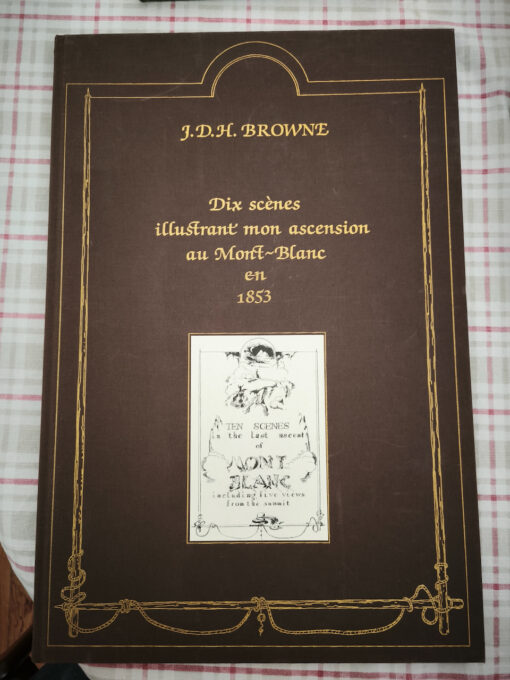 J.D.H. BROWNE
Dix scènes
illustrant mon ascension
au Mont-Blanc
en
1853
TEN SCENES
in the last ascent
of
MONT
BLANC
including five views
from the summit